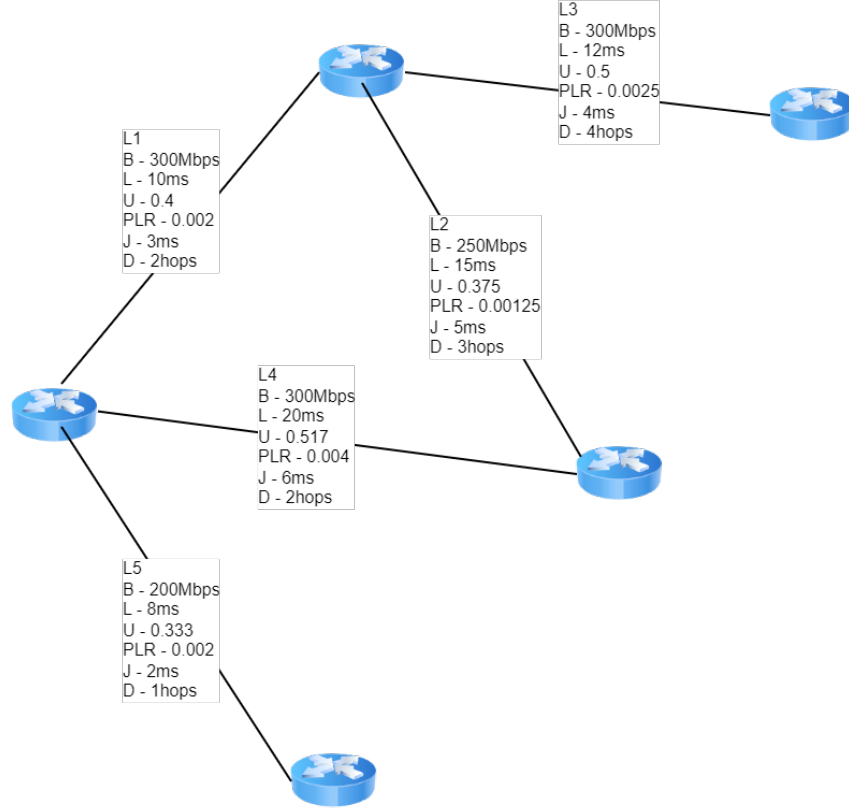 L3
B - 300Mbps
L - 12ms
U - 0.5
PLR - 0.0025
J - 4ms
D - 4hops
L1
B - 300Mbps
L - 10ms
U - 0.4
PLR - 0.002
J - 3ms
D - 2hops
L2
B - 250Mbps
L - 15ms
U - 0.375
PLR - 0.00125
J - 5ms
D - 3hops
L4
B - 300Mbps
L - 20ms
U - 0.517
PLR - 0.004
J - 6ms
D - 2hops
L5
B - 200Mbps
L - 8ms
U - 0.333
PLR - 0.002
J - 2ms
D - 1hops